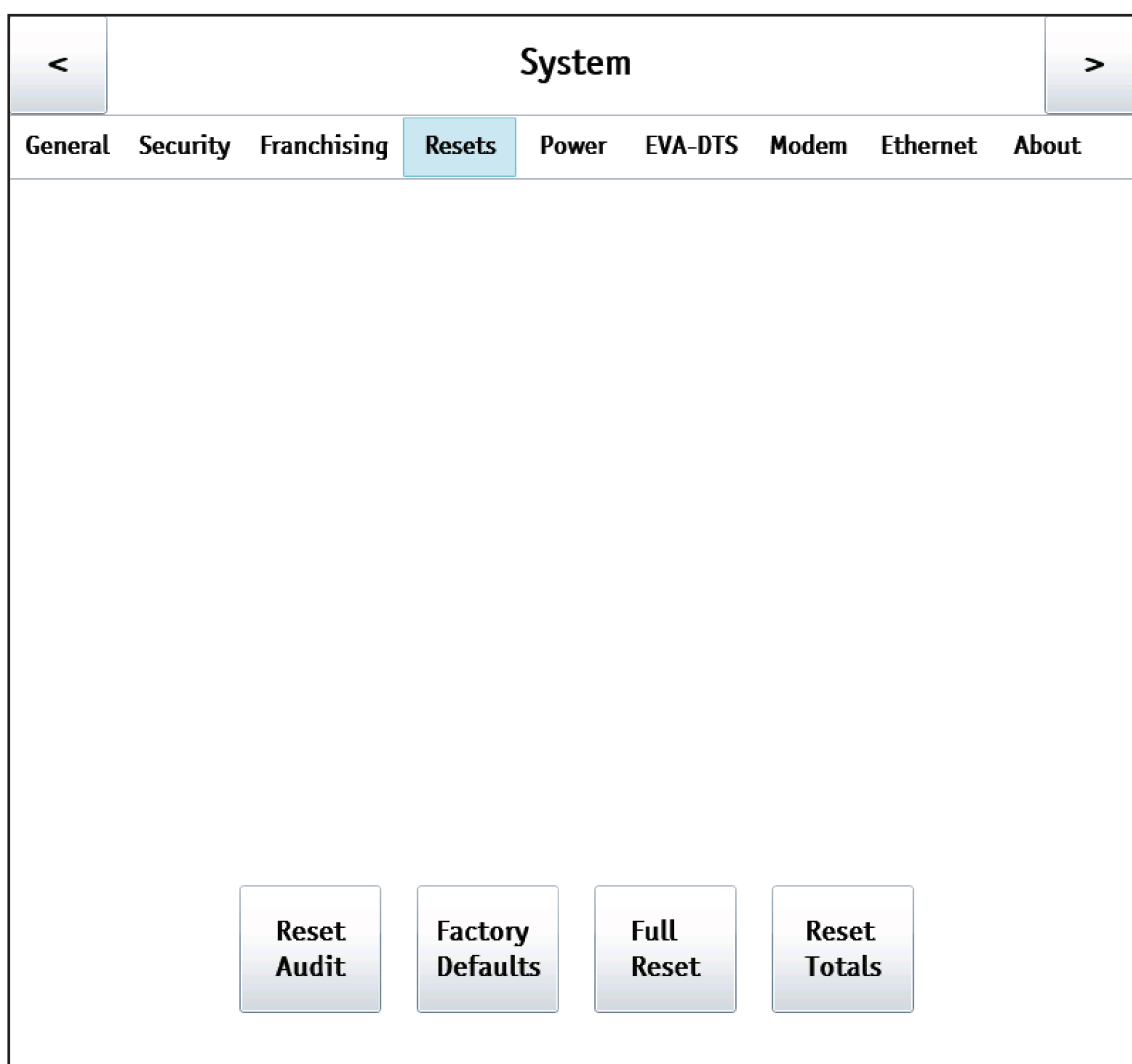 < System >
General Security Franchising Resets Power EVA-DTS Modem Ethernet About
Reset Audit
Factory Defaults
Full Reset
Reset Totals